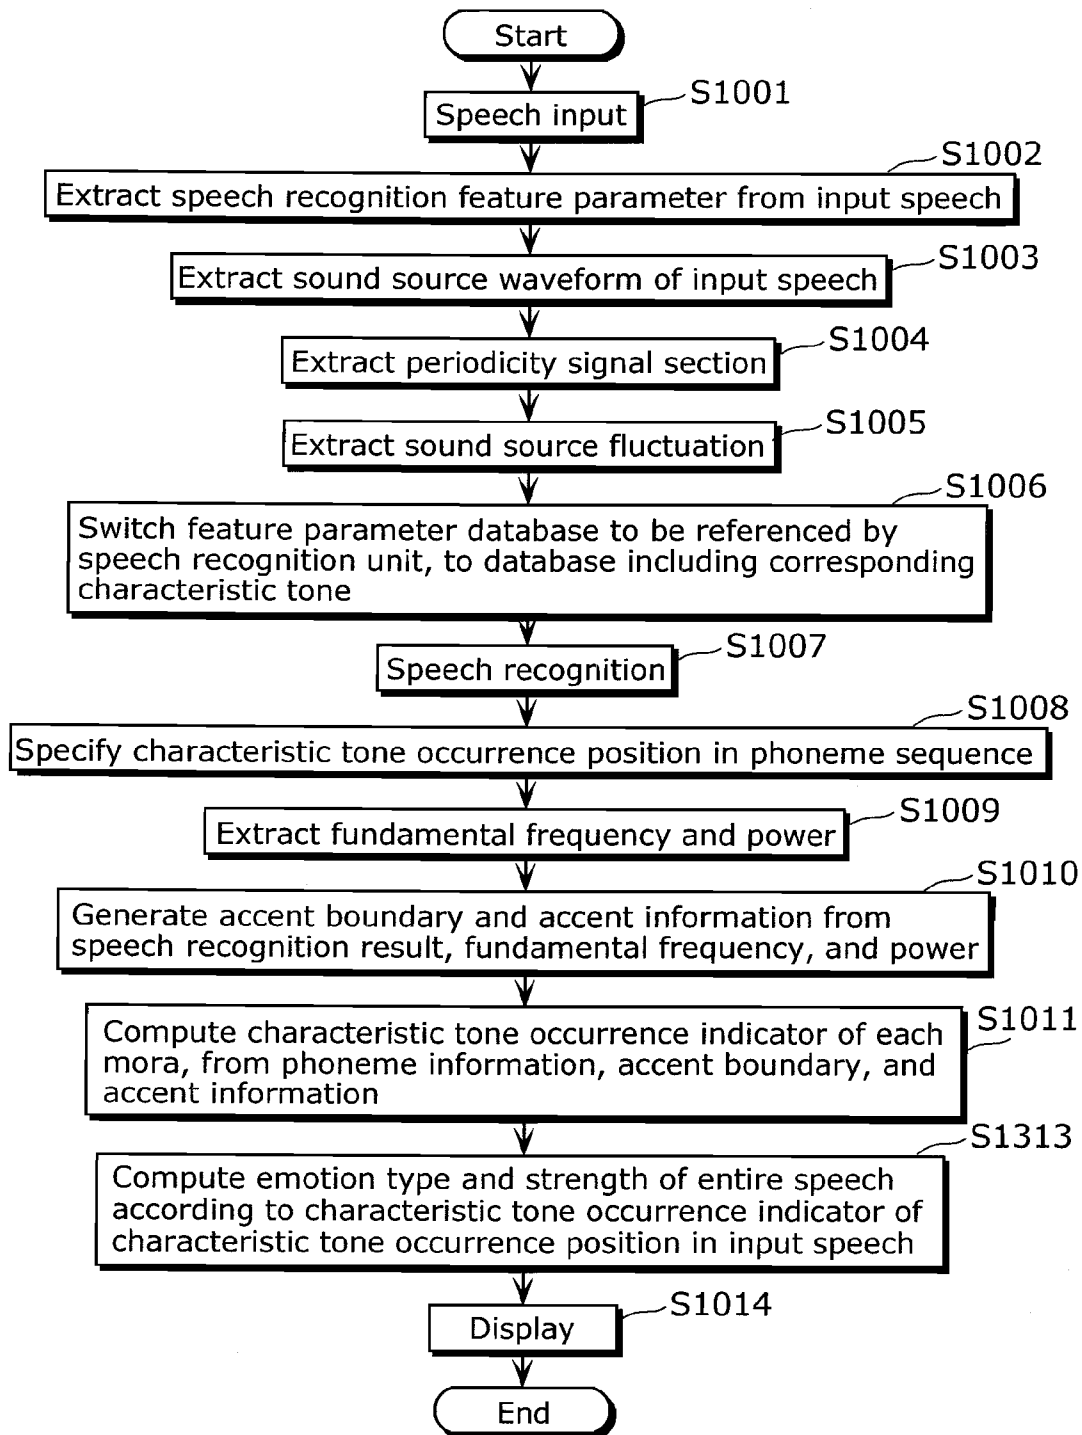 Start
S1001
Speech input
S1002
Extract speech recognition feature parameter from input speech
S1003
Extract sound source waveform of input speech
S1004
Extract periodicity signal section
S1005
Extract sound source fluctuation
S1006
Switch feature parameter database to be referenced by
speech recognition unit, to database including corresponding
characteristic tone
S1007
Speech recognition
S1008
Specify characteristic tone occurrence position in phoneme sequence
S1009
Extract fundamental frequency and power
S1010
Generate accent boundary and accent information from
speech recognition result, fundamental frequency, and power
S1011
Compute characteristic tone occurrence indicator of each
mora, from phoneme information, accent boundary, and
accent information
S1313
Compute emotion type and strength of entire speech
according to characteristic tone occurrence indicator of
characteristic tone occurrence position in input speech
S1014
Display
End